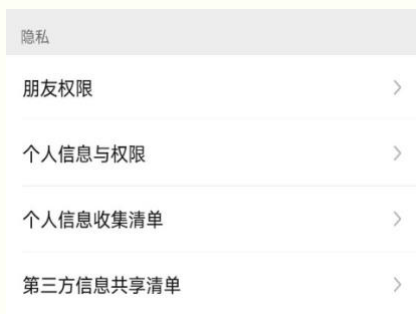 隐私
朋友权限
个人信息与权限
个人信息收集清单
第三方信息共享清单